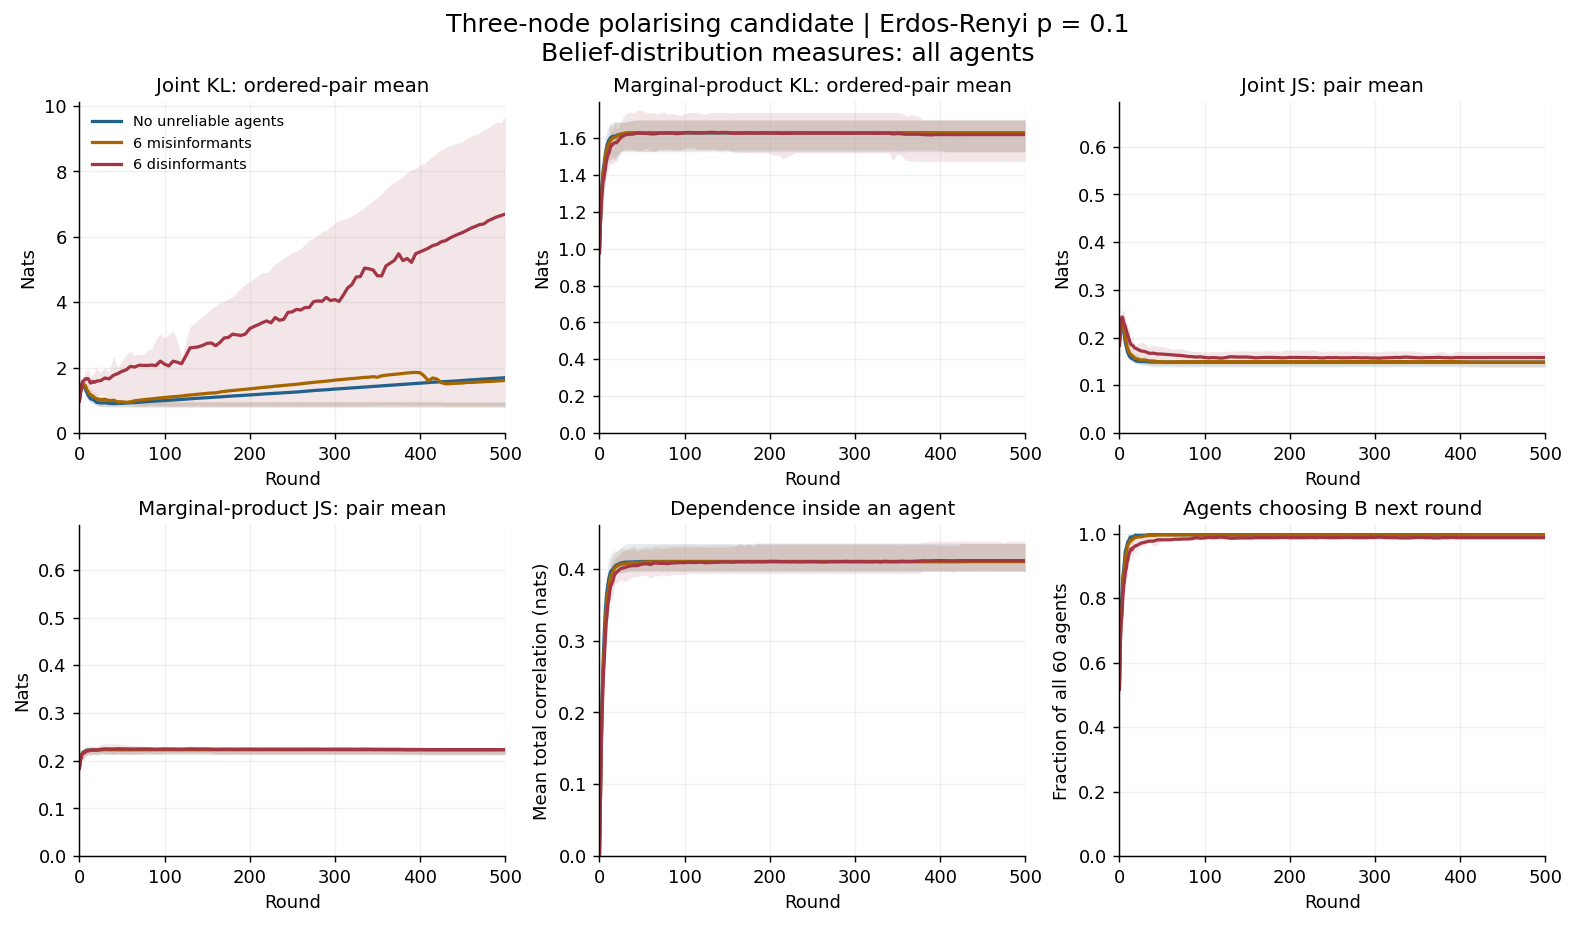 Three-node polarising candidate | Erdos-Renyi p = 0.1
Belief-distribution measures: all agents
Joint KL: ordered-pair mean
Nats
10
8
6
4
2
0
No unreliable agents
6 misinformants
6 disinformants
0 100 200 300 400 500
Round
Marginal-product KL: ordered-pair mean
Nats
1.6
1.4
1.2
1.0
0.8
0.6
0.4
0.2
0.0
0 100 200 300 400 500
Round
Joint JS: pair mean
Nats
0.6
0.5
0.4
0.3
0.2
0.1
0.0
0 100 200 300 400 500
Round
Marginal-product JS: pair mean
Nats
0.6
0.5
0.4
0.3
0.2
0.1
0.0
0 100 200 300 400 500
Round
Dependence inside an agent
Mean total correlation (nats)
0.4
0.3
0.2
0.1
0.0
0 100 200 300 400 500
Round
Agents choosing B next round
Fraction of all 60 agents
1.0
0.8
0.6
0.4
0.2
0.0
0 100 200 300 400 500
Round